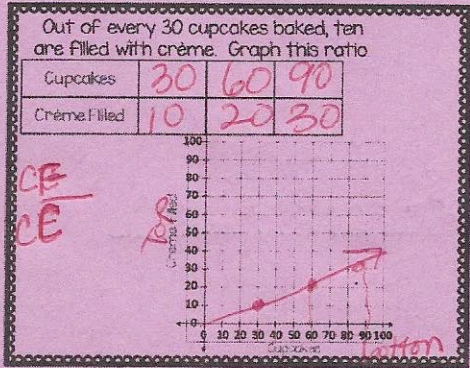 Out of every 30 cupcakes baked, ten
are filled with crème. Graph this ratio
Cupcakes 30 60 90
Crème Filled 10 20 30
100
90
80
70
60
50
40
30
20
10
0
CF
CE
Top
Crème Filled
0 10 20 30 40 50 60 70 80 90 100
Cupcakes
bottom